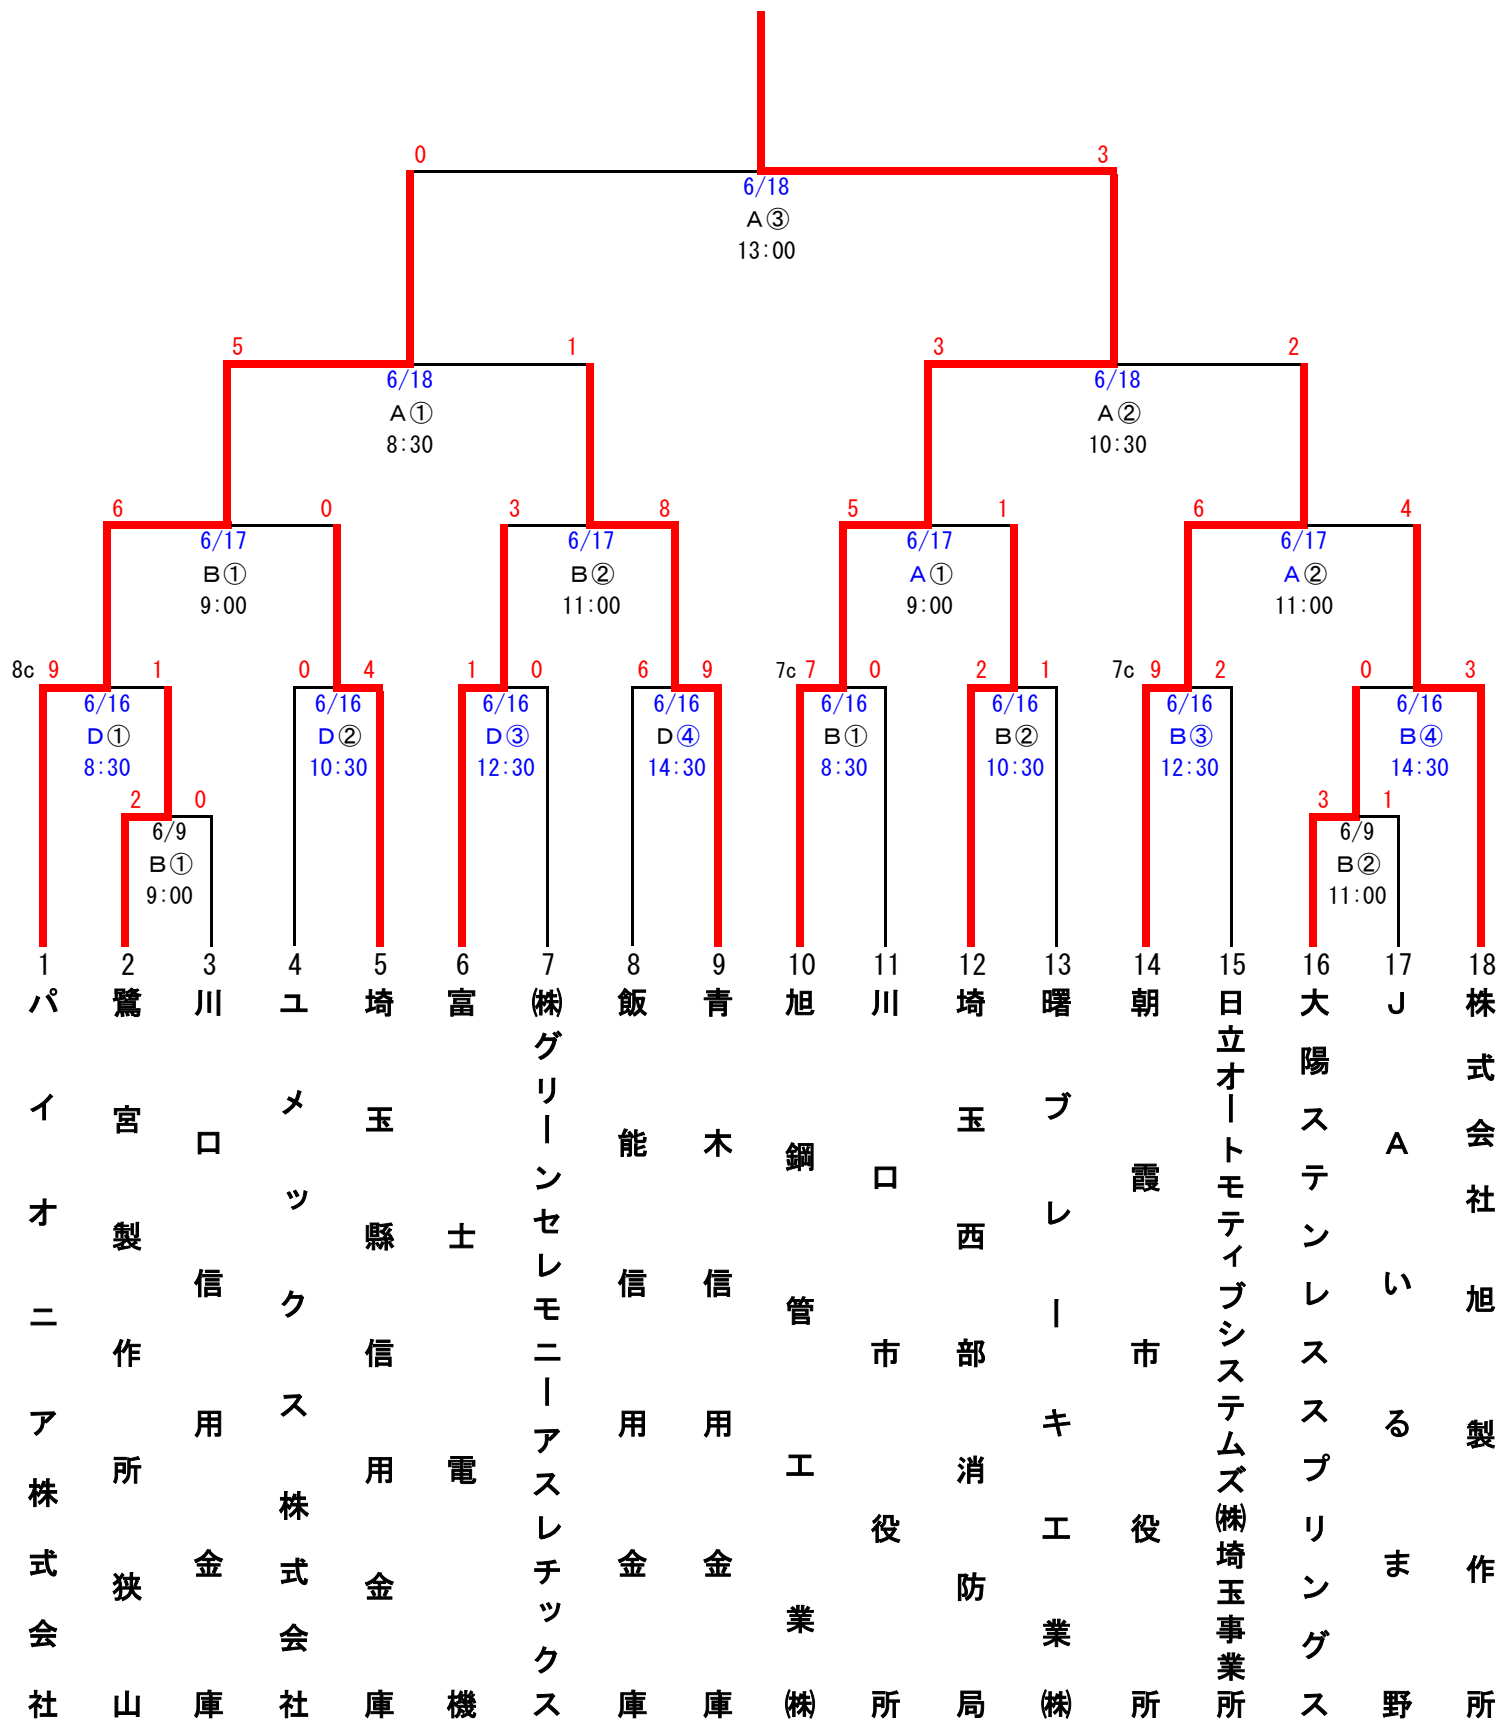 0 3
6/18
A③
13:00
5 1 3 2
6/18 6/18
A① A②
8:30 10:30
6 0 3 8 5 1 6 4
6/17 6/17 6/17 6/17
B① B② A① A②
9:00 11:00 9:00 11:00
8c 9 1 0 4 1 0 6 9 7c 7 0 2 1 7c 9 2 0 3
6/16 6/16 6/16 6/16 6/16 6/16 6/16 6/16
D① D② D③ D④ B① B② B③ B④
8:30 10:30 12:30 14:30 8:30 10:30 12:30 14:30
2 0 3 1
6/9 6/9
B① B②
9:00 11:00
1 パイオニア株式会社
2 鷺宮製作所狭山
3 川口信用金庫
4 ユメックス株式会社
5 埼玉縣信用金庫
6 富士電機
7 ㈱グリーンセレモニーアスレチックス
8 飯能信用金庫
9 青木信用金庫
10 旭鋼管工業㈱
11 川口市役所
12 埼玉西部消防局
13 曙ブレーキ工業㈱
14 朝霞市役所
15 日立オートモティブシステムズ㈱埼玉事業所
16 大陽ステンレススプリングス
17 JAいるま野
18 株式会社旭製作所